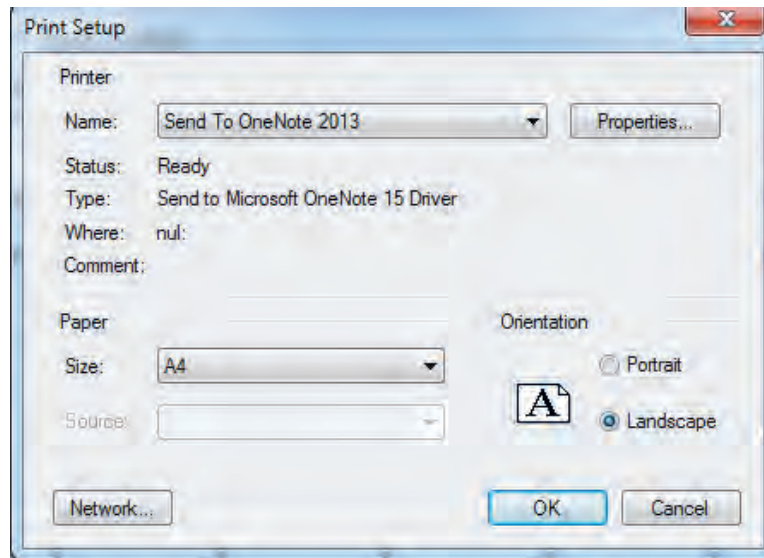 Print Setup
Printer
Name: Send To OneNote 2013 Properties...
Status: Ready
Type: Send to Microsoft OneNote 15 Driver
Where: nul:
Comment:
Paper
Size: A4
Source:
Orientation
Portrait
A
Landscape
Network... OK Cancel